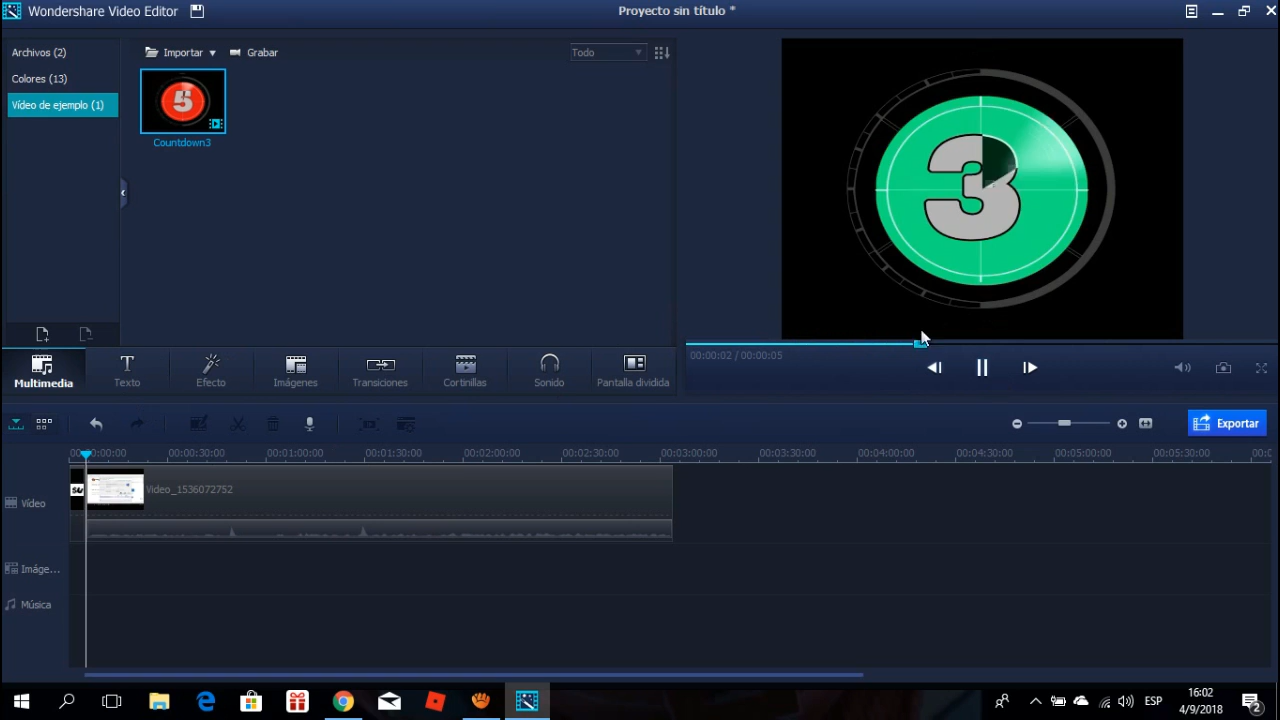 Wondershare Video Editor
Proyecto sin título *
Archivos (2)
Colores (13)
Vídeo de ejemplo (1)
Importar
Grabar
Todo
5
Countdown3
3
00:00:02 / 00:00:05
Multimedia
Texto
Efecto
Imágenes
Transiciones
Cortinillas
Sonido
Pantalla dividida
Exportar
00:00:30:00
00:01:00:00
00:01:30:00
00:02:00:00
00:02:30:00
00:03:00:00
00:03:30:00
00:04:00:00
00:04:30:00
00:05:00:00
00:05:30:00
Vídeo
Video_1536072752
Imáge...
Música
ESP
16:02
4/9/2018
2